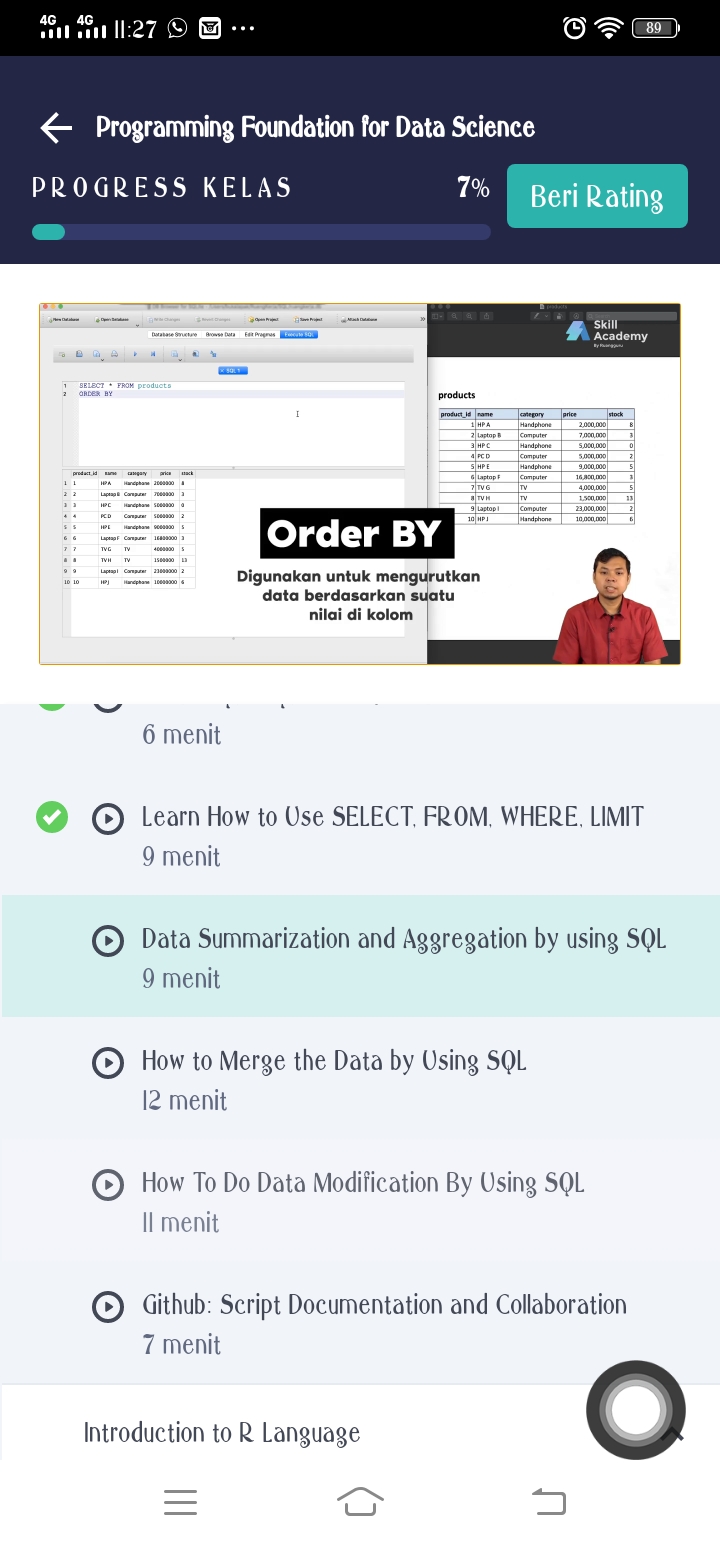 4G 4G 11:27 89
Programming Foundation for Data Science
PROGRESS KELAS 7% Beri Rating
New Database Open Database Write Changes Revert Changes Open Project Save Project Attach Database
products
Database Structure Browse Data Edit Pragmas Execute SQL
Skill
Academy
By Ruangguru
SQL 1
1 SELECT * FROM products
2 ORDER BY
product_id name category price stock
1 1 HP A Handphone 2000000 8
2 2 Laptop B Computer 7000000 3
3 3 HP C Handphone 5000000 0
4 4 PC D Computer 5000000 2
5 5 HP E Handphone 9000000 5
6 6 Laptop F Computer 16800000 3
7 7 TV G TV 4000000 5
8 8 TV H TV 1500000 13
9 9 Laptop I Computer 23000000 2
10 10 HP J Handphone 10000000 6
products
product_id name category price stock
1 HP A Handphone 2,000,000 8
2 Laptop B Computer 7,000,000 3
3 HP C Handphone 5,000,000 0
4 PC D Computer 5,000,000 2
5 HP E Handphone 9,000,000 5
6 Laptop F Computer 16,800,000 3
7 TV G TV 4,000,000 5
8 TV H TV 1,500,000 13
9 Laptop I Computer 23,000,000 2
10 HP J Handphone 10,000,000 6
Order BY
Digunakan untuk mengurutkan
data berdasarkan suatu
nilai di kolom
6 menit
Learn How to Use SELECT, FROM, WHERE, LIMIT
9 menit
Data Summarization and Aggregation by using SQL
9 menit
How to Merge the Data by Using SQL
12 menit
How To Do Data Modification By Using SQL
11 menit
Github: Script Documentation and Collaboration
7 menit
Introduction to R Language